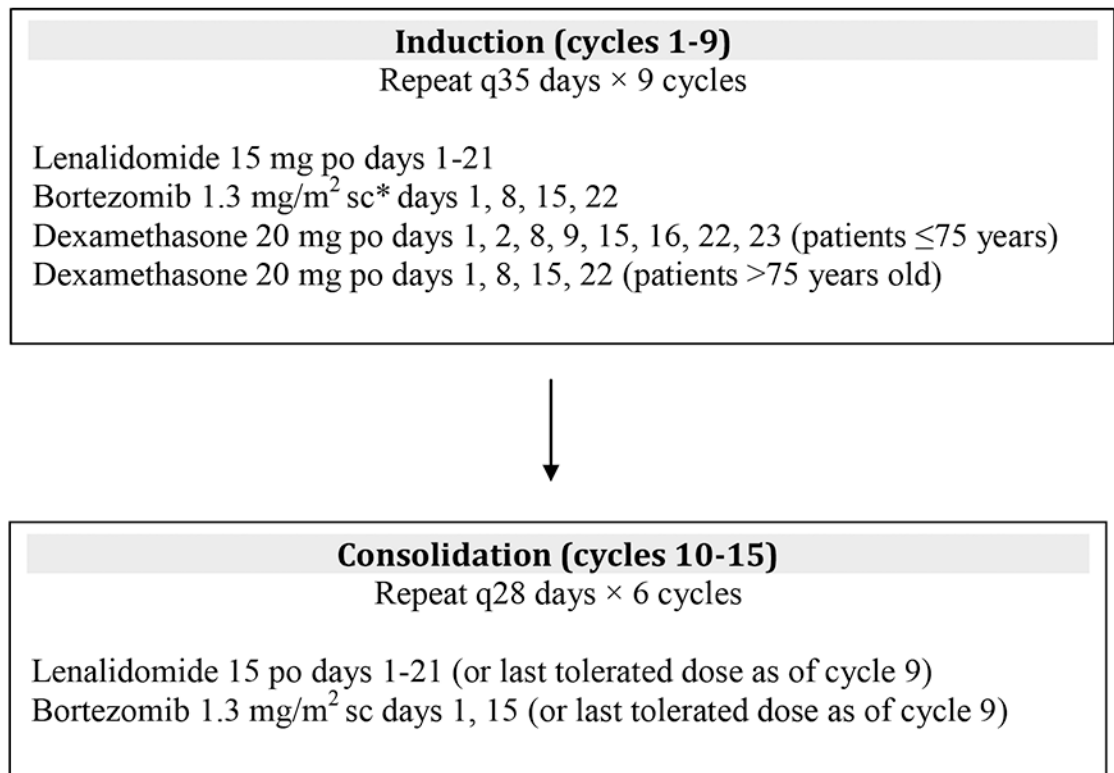 Induction (cycles 1-9)
Repeat q35 days × 9 cycles
Lenalidomide 15 mg po days 1-21
Bortezomib 1.3 mg/m² sc* days 1, 8, 15, 22
Dexamethasone 20 mg po days 1, 2, 8, 9, 15, 16, 22, 23 (patients ≤75 years)
Dexamethasone 20 mg po days 1, 8, 15, 22 (patients >75 years old)
Consolidation (cycles 10-15)
Repeat q28 days × 6 cycles
Lenalidomide 15 po days 1-21 (or last tolerated dose as of cycle 9)
Bortezomib 1.3 mg/m² sc days 1, 15 (or last tolerated dose as of cycle 9)